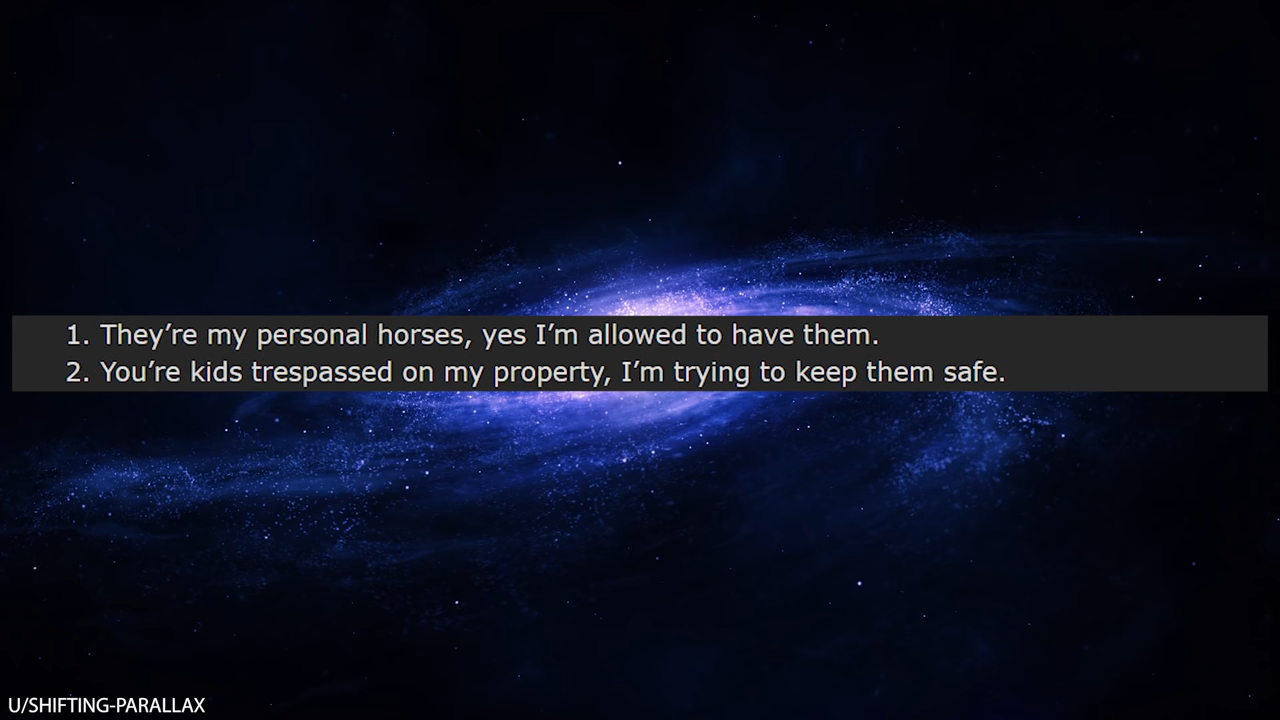 1. They’re my personal horses, yes I’m allowed to have them.
2. You’re kids trespassed on my property, I’m trying to keep them safe.
U/SHIFTING-PARALLAX